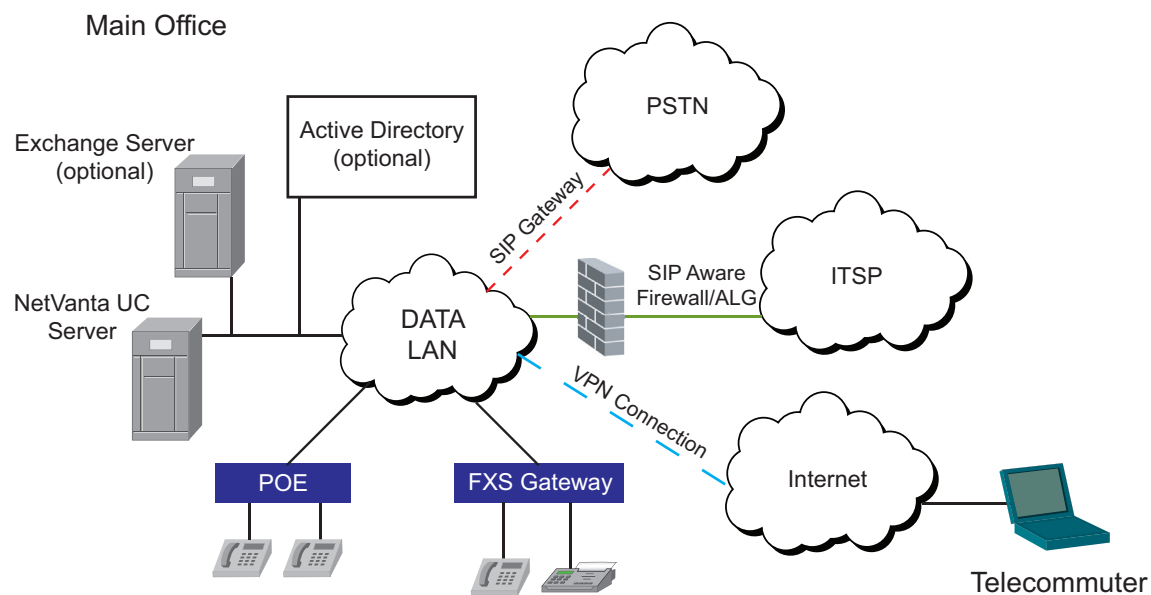 Main Office
PSTN
Active Directory
(optional)
Exchange Server
(optional)
SIP Gateway
SIP Aware
Firewall/ALG
ITSP
NetVanta UC
Server
DATA
LAN
VPN Connection
POE
FXS Gateway
Internet
Telecommuter